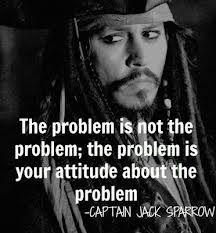 The problem is not the
problem; the problem is
your attitude about the
problem
-CAPTAIN JACK SPARROW